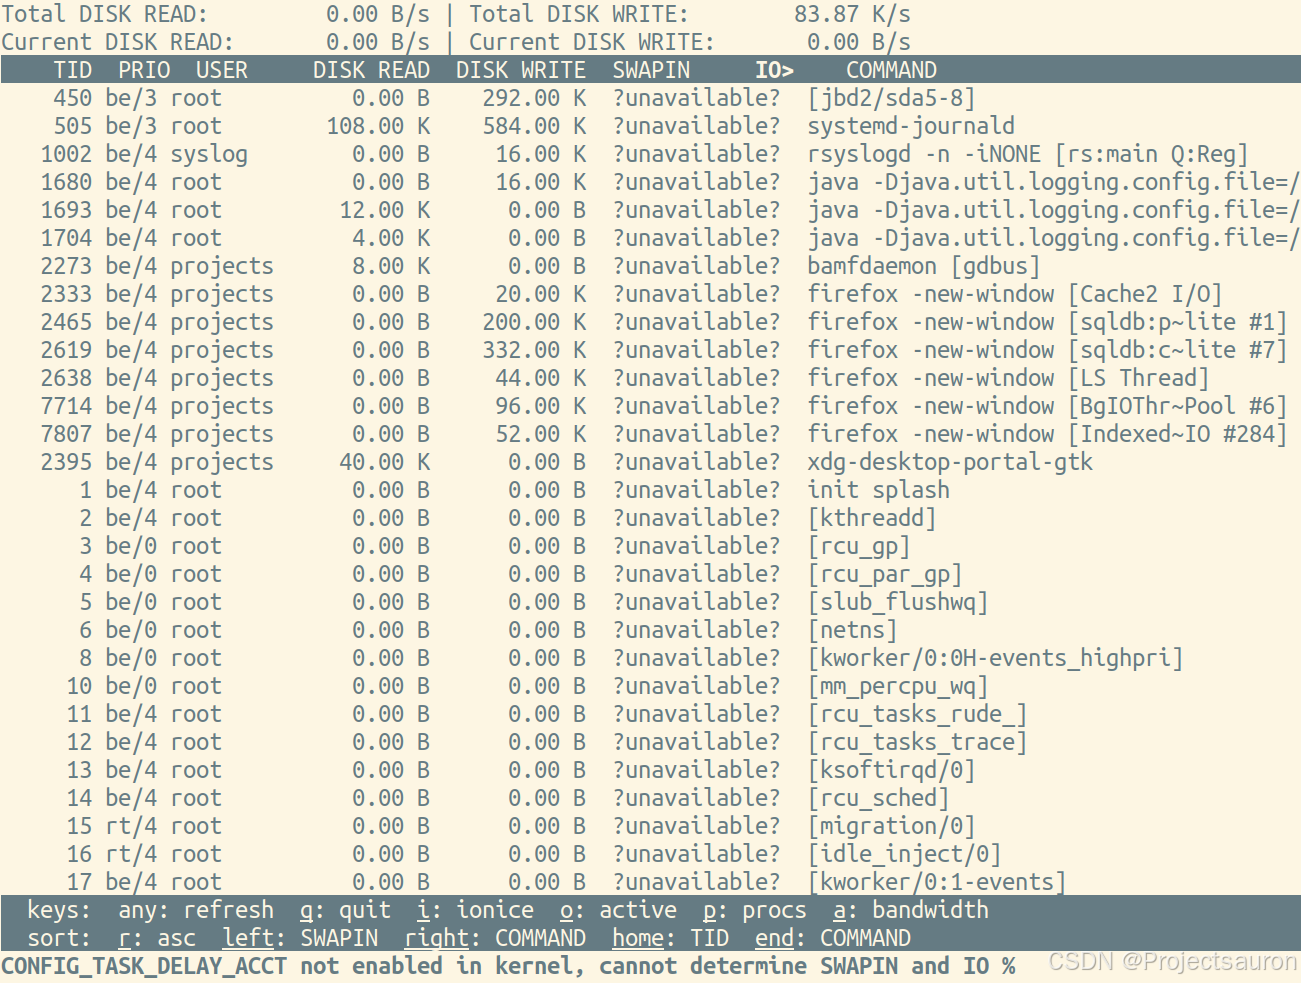 Total DISK READ:         0.00 B/s | Total DISK WRITE:        83.87 K/s
Current DISK READ:       0.00 B/s | Current DISK WRITE:       0.00 B/s
    TID  PRIO  USER     DISK READ  DISK WRITE  SWAPIN     IO>    COMMAND
    450 be/3 root          0.00 B    292.00 K  ?unavailable?  [jbd2/sda5-8]
    505 be/3 root        108.00 K    584.00 K  ?unavailable?  systemd-journald
   1002 be/4 syslog        0.00 B     16.00 K  ?unavailable?  rsyslogd -n -iNONE [rs:main Q:Reg]
   1680 be/4 root          0.00 B     16.00 K  ?unavailable?  java -Djava.util.logging.config.file=/
   1693 be/4 root         12.00 K      0.00 B  ?unavailable?  java -Djava.util.logging.config.file=/
   1704 be/4 root          4.00 K      0.00 B  ?unavailable?  java -Djava.util.logging.config.file=/
   2273 be/4 projects      8.00 K      0.00 B  ?unavailable?  bamfdaemon [gdbus]
   2333 be/4 projects      0.00 B     20.00 K  ?unavailable?  firefox -new-window [Cache2 I/O]
   2465 be/4 projects      0.00 B    200.00 K  ?unavailable?  firefox -new-window [sqldb:p~lite #1]
   2619 be/4 projects      0.00 B    332.00 K  ?unavailable?  firefox -new-window [sqldb:c~lite #7]
   2638 be/4 projects      0.00 B     44.00 K  ?unavailable?  firefox -new-window [LS Thread]
   7714 be/4 projects      0.00 B     96.00 K  ?unavailable?  firefox -new-window [BgIOThr~Pool #6]
   7807 be/4 projects      0.00 B     52.00 K  ?unavailable?  firefox -new-window [Indexed~IO #284]
   2395 be/4 projects     40.00 K      0.00 B  ?unavailable?  xdg-desktop-portal-gtk
      1 be/4 root          0.00 B      0.00 B  ?unavailable?  init splash
      2 be/4 root          0.00 B      0.00 B  ?unavailable?  [kthreadd]
      3 be/0 root          0.00 B      0.00 B  ?unavailable?  [rcu_gp]
      4 be/0 root          0.00 B      0.00 B  ?unavailable?  [rcu_par_gp]
      5 be/0 root          0.00 B      0.00 B  ?unavailable?  [slub_flushwq]
      6 be/0 root          0.00 B      0.00 B  ?unavailable?  [netns]
      8 be/0 root          0.00 B      0.00 B  ?unavailable?  [kworker/0:0H-events_highpri]
     10 be/0 root          0.00 B      0.00 B  ?unavailable?  [mm_percpu_wq]
     11 be/4 root          0.00 B      0.00 B  ?unavailable?  [rcu_tasks_rude_]
     12 be/4 root          0.00 B      0.00 B  ?unavailable?  [rcu_tasks_trace]
     13 be/4 root          0.00 B      0.00 B  ?unavailable?  [ksoftirqd/0]
     14 be/4 root          0.00 B      0.00 B  ?unavailable?  [rcu_sched]
     15 rt/4 root          0.00 B      0.00 B  ?unavailable?  [migration/0]
     16 rt/4 root          0.00 B      0.00 B  ?unavailable?  [idle_inject/0]
     17 be/4 root          0.00 B      0.00 B  ?unavailable?  [kworker/0:1-events]
  keys:  any: refresh  q: quit  i: ionice  o: active  p: procs  a: bandwidth
  sort:  r: asc  left: SWAPIN  right: COMMAND  home: TID  end: COMMAND
CONFIG_TASK_DELAY_ACCT not enabled in kernel, cannot determine SWAPIN and IO %
CSDN @Projectsauron